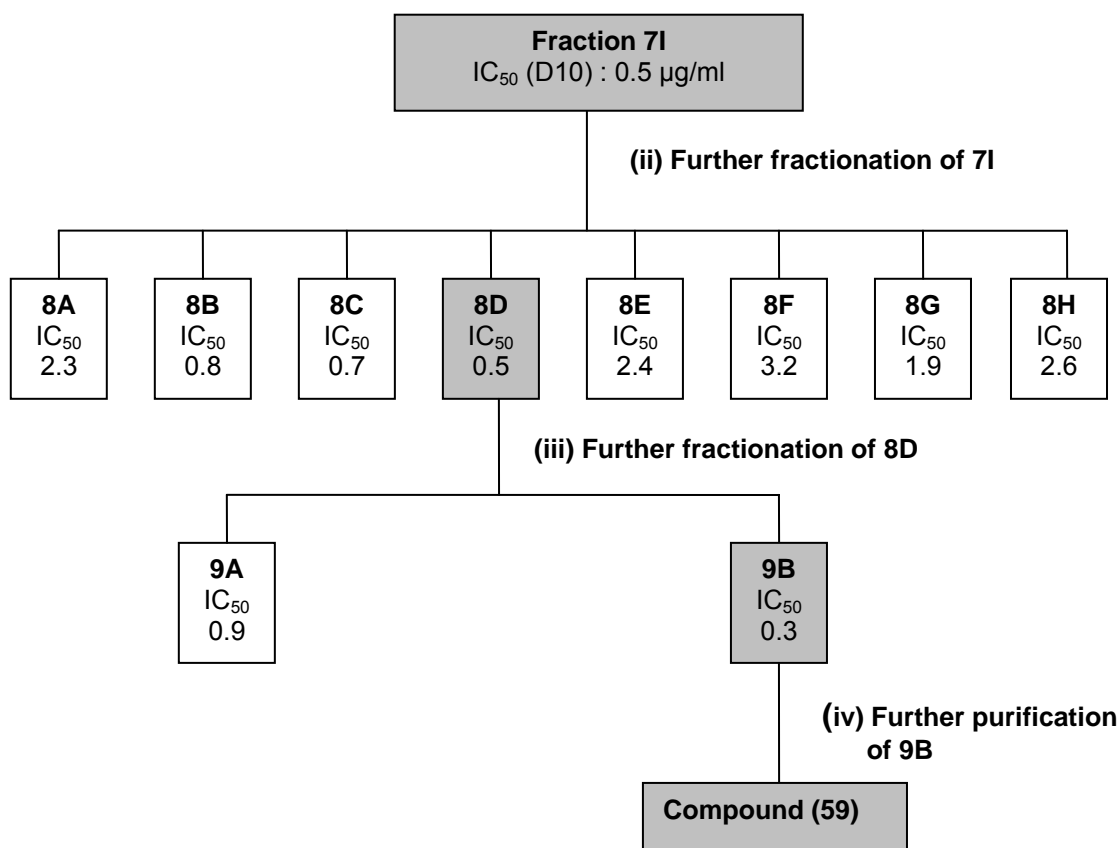 Fraction 7I
IC₅₀ (D10) : 0.5 µg/ml
(ii) Further fractionation of 7I
8A
IC₅₀
2.3
8B
IC₅₀
0.8
8C
IC₅₀
0.7
8D
IC₅₀
0.5
8E
IC₅₀
2.4
8F
IC₅₀
3.2
8G
IC₅₀
1.9
8H
IC₅₀
2.6
(iii) Further fractionation of 8D
9A
IC₅₀
0.9
9B
IC₅₀
0.3
(iv) Further purification
of 9B
Compound (59)